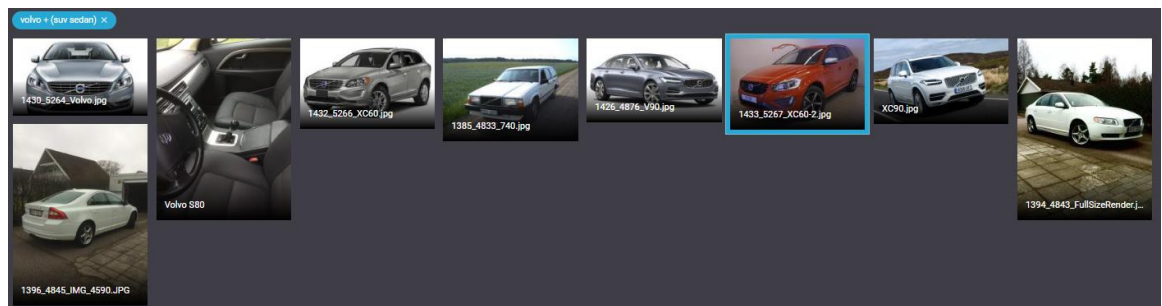 volvo + (suv sedan) ×
1430_5264_Volvo.jpg
Volvo S80
1432_5266_XC60.jpg
1385_4833_740.jpg
1426_4876_V90.jpg
1433_5267_XC60-2.jpg
XC90.jpg
1394_4843_FullSizeRender.j...
1396_4845_IMG_4590.JPG